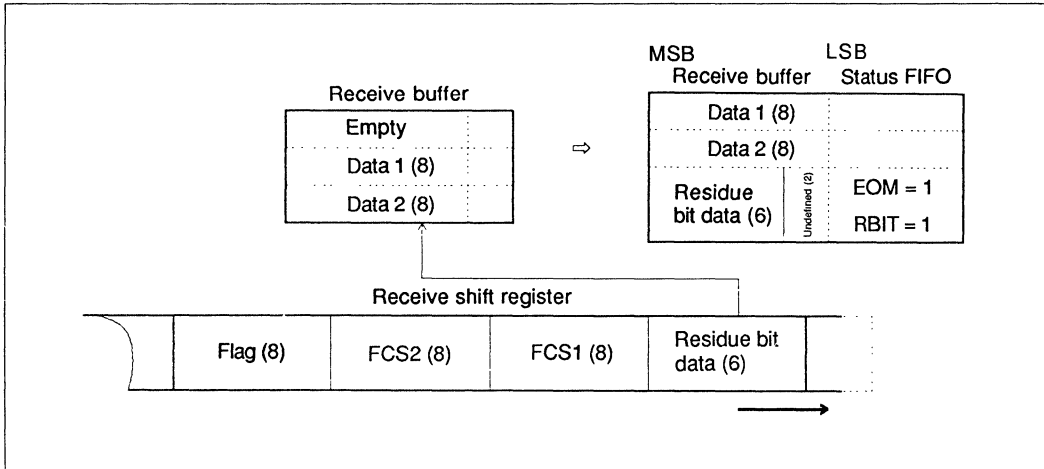 MSB LSB
Receive buffer Status FIFO
Receive buffer
Empty
Data 1 (8)
Data 2 (8)
⇨
Data 1 (8)
Data 2 (8)
Residue
bit data (6)
Undefined (2)
EOM = 1
RBIT = 1
Receive shift register
Flag (8)
FCS2 (8)
FCS1 (8)
Residue bit
data (6)